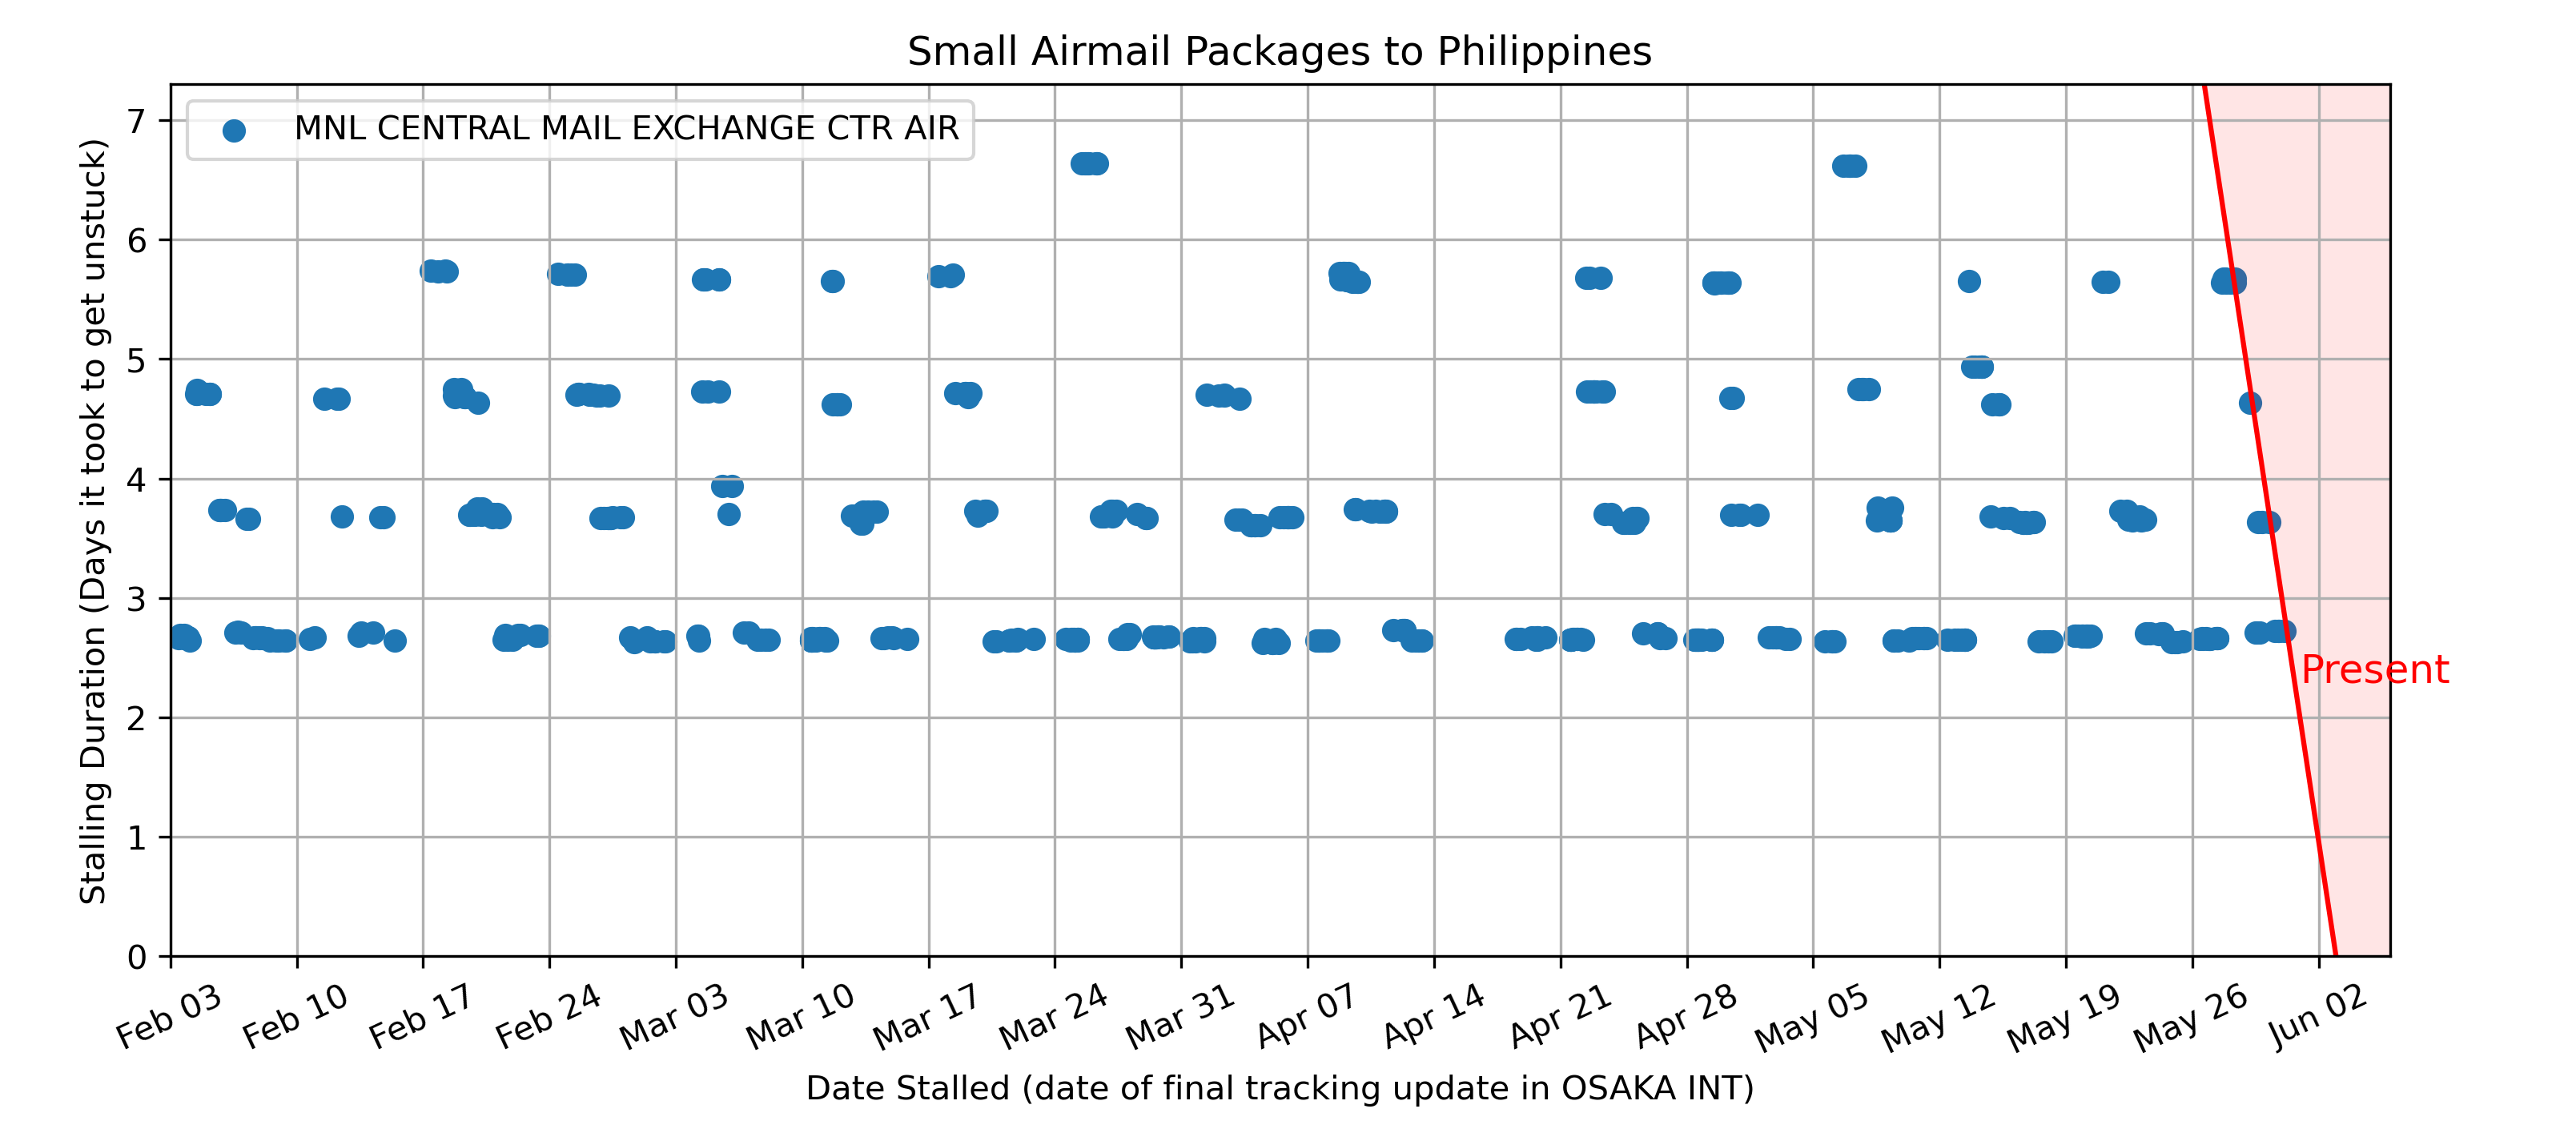 Small Airmail Packages to Philippines
MNL CENTRAL MAIL EXCHANGE CTR AIR
Stalling Duration (Days it took to get unstuck)
7
6
5
4
3
2
1
0
Present
Feb 03 Feb 10 Feb 17 Feb 24 Mar 03 Mar 10 Mar 17 Mar 24 Mar 31 Apr 07 Apr 14 Apr 21 Apr 28 May 05 May 12 May 19 May 26 Jun 02
Date Stalled (date of final tracking update in OSAKA INT)